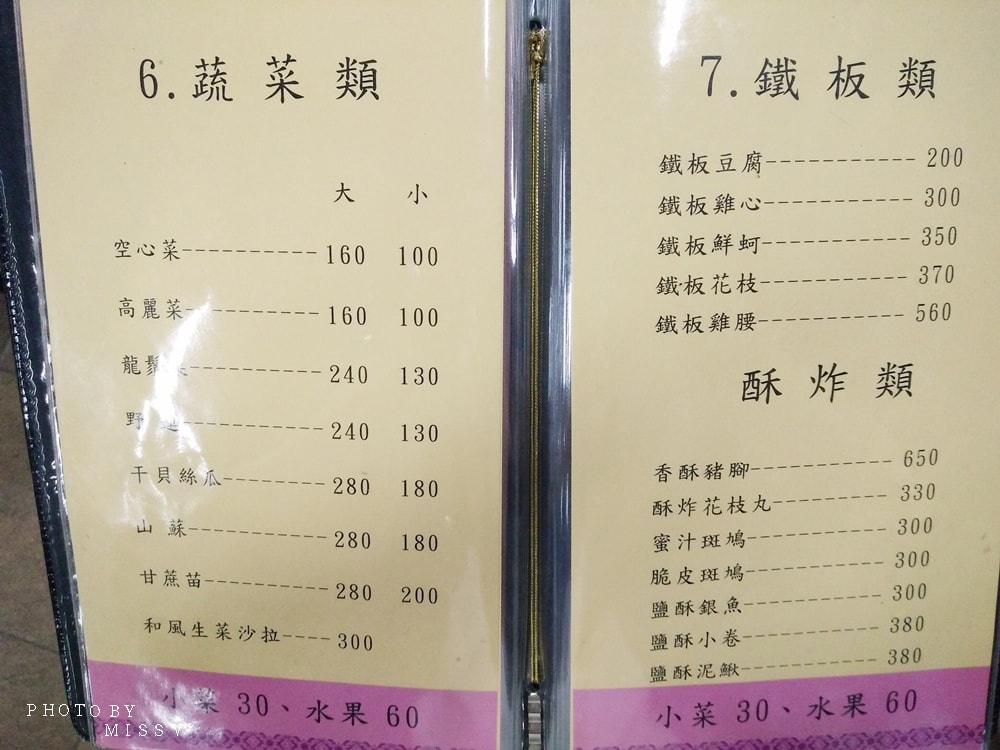 6.蔬菜類
大 小
空心菜----------160 100
高麗菜----------160 100
龍鬚菜----------240 130
野蓮----------240 130
干貝絲瓜--------280 180
山蘇----------280 180
甘蔗苗----------280 200
和風生菜沙拉----300
小菜 30、水果 60
PHOTO BY
MISS V
7.鐵板類
鐵板豆腐-----------200
鐵板雞心-----------300
鐵板鮮蚵-----------350
鐵板花枝-----------370
鐵板雞腰-----------560
酥炸類
香酥豬腳-----------650
酥炸花枝丸---------330
蜜汁斑鳩-----------300
脆皮斑鳩-----------300
鹽酥銀魚-----------300
鹽酥小卷-----------380
鹽酥泥鰍-----------380
小菜 30、水果 60